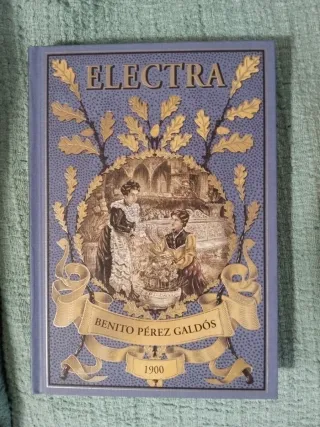 ELECTRA
BENITO PÉREZ GALDÓS
1900